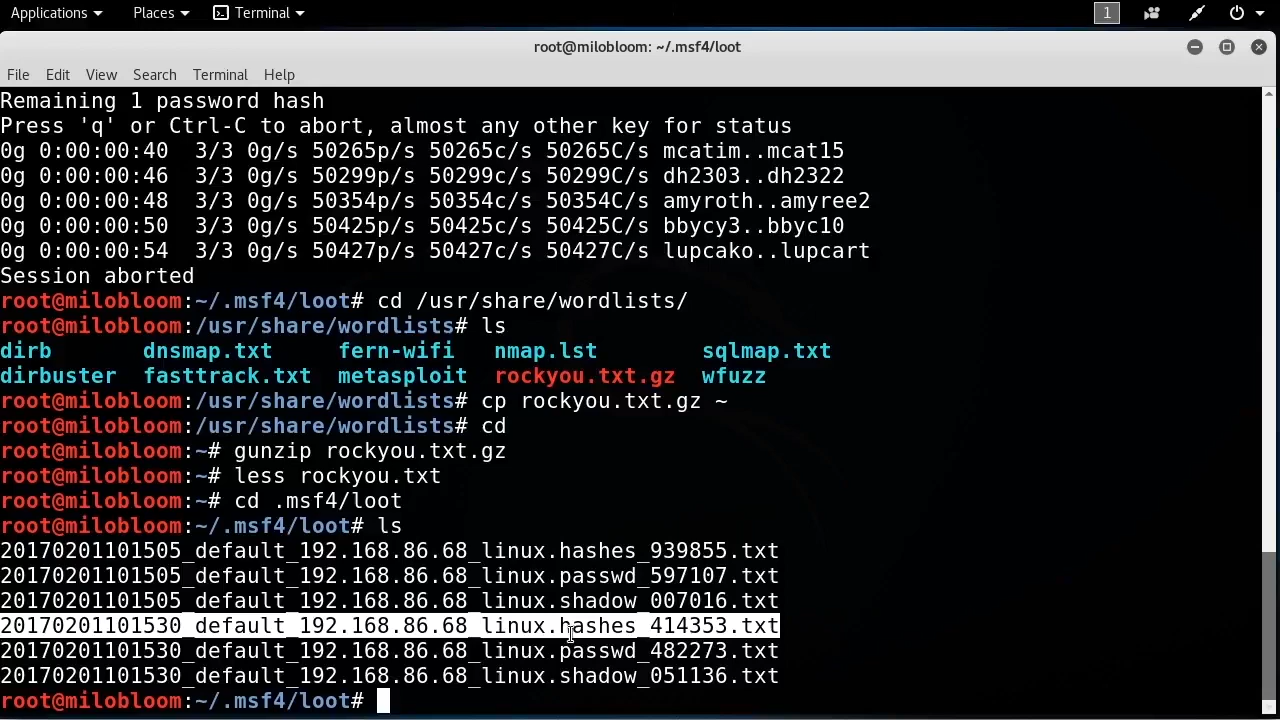 Applications Places Terminal 1
root@milobloom: ~/.msf4/loot
File Edit View Search Terminal Help
Remaining 1 password hash
Press 'q' or Ctrl-C to abort, almost any other key for status
0g 0:00:00:40  3/3 0g/s 50265p/s 50265c/s 50265C/s mcatim..mcat15
0g 0:00:00:46  3/3 0g/s 50299p/s 50299c/s 50299C/s dh2303..dh2322
0g 0:00:00:48  3/3 0g/s 50354p/s 50354c/s 50354C/s amyroth..amyree2
0g 0:00:00:50  3/3 0g/s 50425p/s 50425c/s 50425C/s bbycy3..bbyc10
0g 0:00:00:54  3/3 0g/s 50427p/s 50427c/s 50427C/s lupcako..lupcart
Session aborted
root@milobloom:~/.msf4/loot# cd /usr/share/wordlists/
root@milobloom:/usr/share/wordlists# ls
dirb       dnsmap.txt     fern-wifi   nmap.lst        sqlmap.txt
dirbuster  fasttrack.txt  metasploit  rockyou.txt.gz  wfuzz
root@milobloom:/usr/share/wordlists# cp rockyou.txt.gz ~
root@milobloom:/usr/share/wordlists# cd
root@milobloom:~# gunzip rockyou.txt.gz
root@milobloom:~# less rockyou.txt
root@milobloom:~# cd .msf4/loot
root@milobloom:~/.msf4/loot# ls
20170201101505_default_192.168.86.68_linux.hashes_939855.txt
20170201101505_default_192.168.86.68_linux.passwd_597107.txt
20170201101505_default_192.168.86.68_linux.shadow_007016.txt
20170201101530_default_192.168.86.68_linux.hashes_414353.txt
20170201101530_default_192.168.86.68_linux.passwd_482273.txt
20170201101530_default_192.168.86.68_linux.shadow_051136.txt
root@milobloom:~/.msf4/loot#